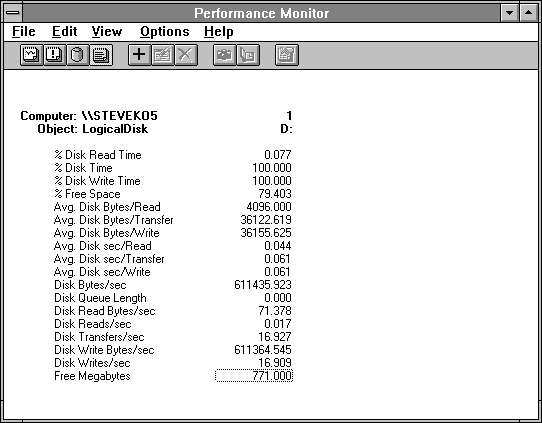 Performance Monitor
File Edit View Options Help
Computer: \\STEVEKO5 1
Object: LogicalDisk D:
% Disk Read Time 0.077
% Disk Time 100.000
% Disk Write Time 100.000
% Free Space 79.403
Avg. Disk Bytes/Read 4096.000
Avg. Disk Bytes/Transfer 36122.619
Avg. Disk Bytes/Write 36155.625
Avg. Disk sec/Read 0.044
Avg. Disk sec/Transfer 0.061
Avg. Disk sec/Write 0.061
Disk Bytes/sec 611435.923
Disk Queue Length 0.000
Disk Read Bytes/sec 71.378
Disk Reads/sec 0.017
Disk Transfers/sec 16.927
Disk Write Bytes/sec 611364.545
Disk Writes/sec 16.909
Free Megabytes 771.000